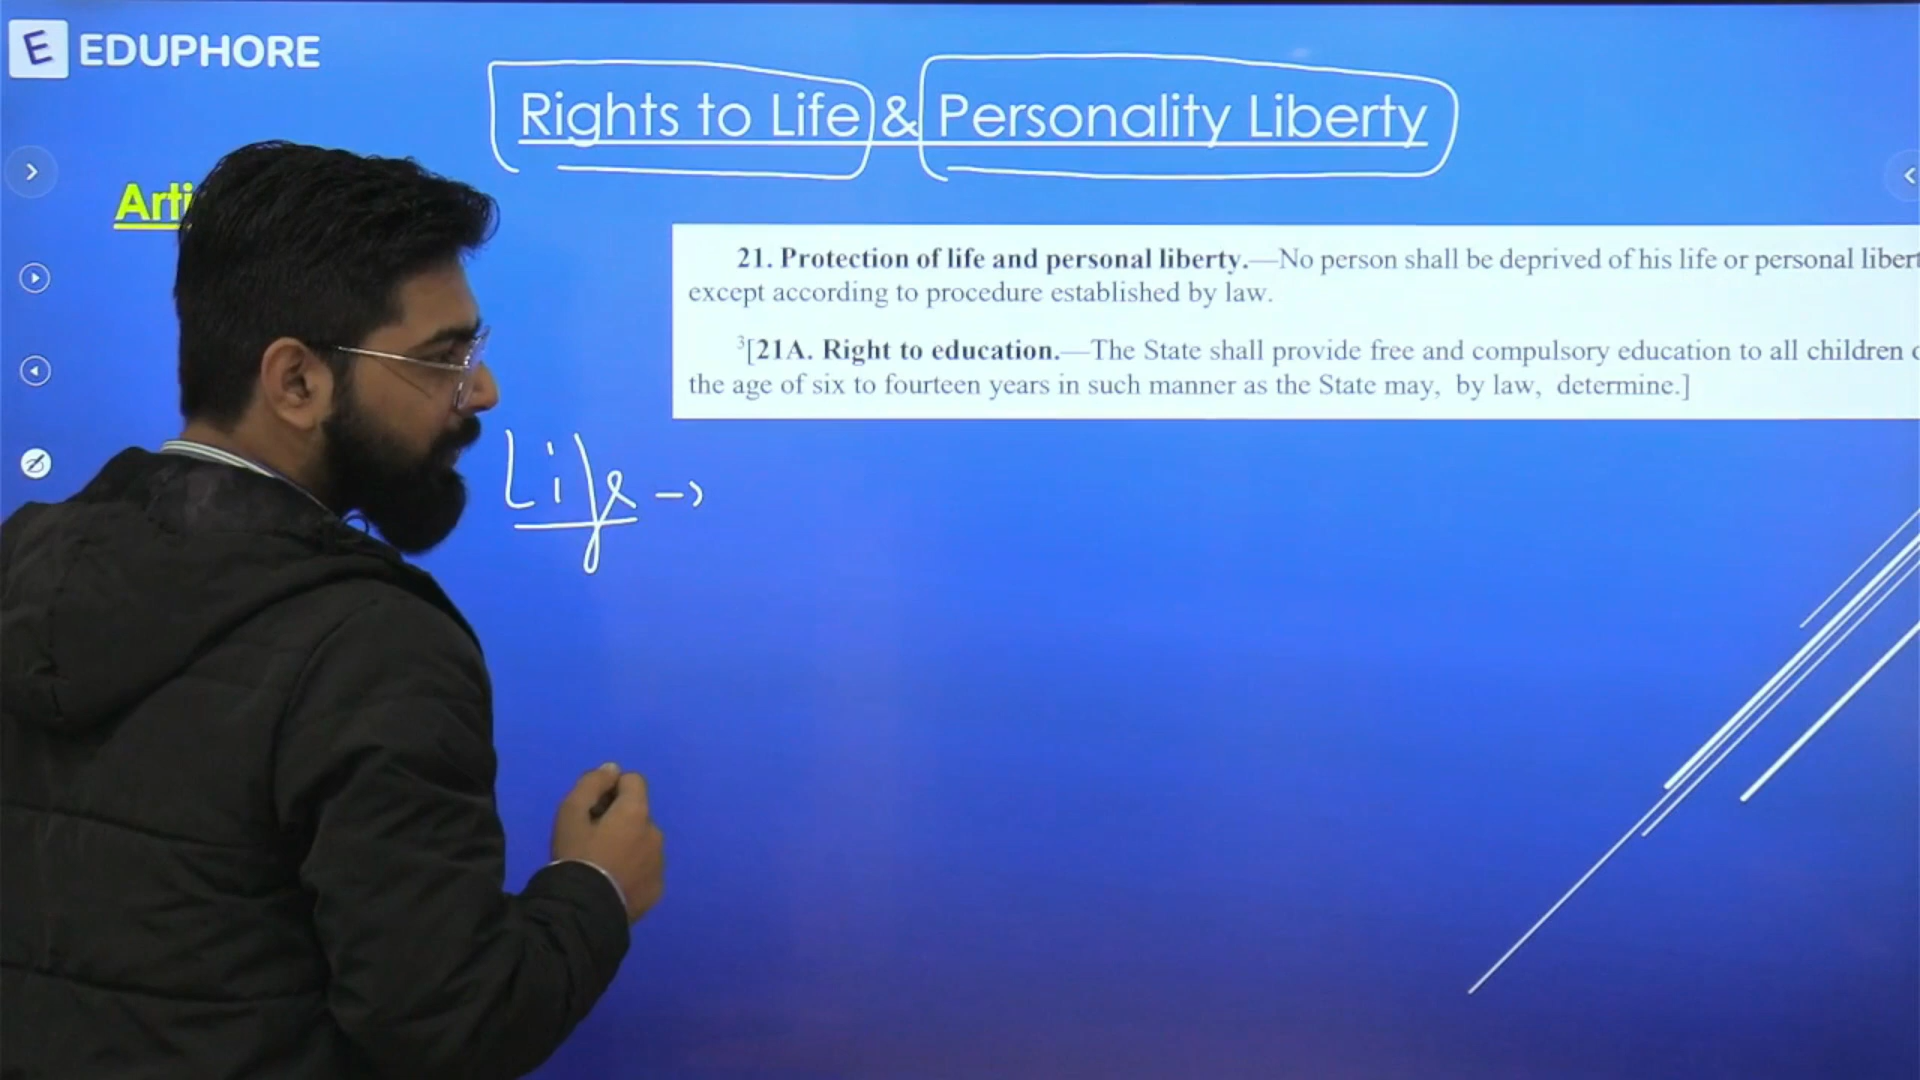 E EDUPHORE
Rights to Life & Personality Liberty
Arti
21. Protection of life and personal liberty.—No person shall be deprived of his life or personal libert
except according to procedure established by law.
3[21A. Right to education.—The State shall provide free and compulsory education to all children o
the age of six to fourteen years in such manner as the State may, by law, determine.]
Life →